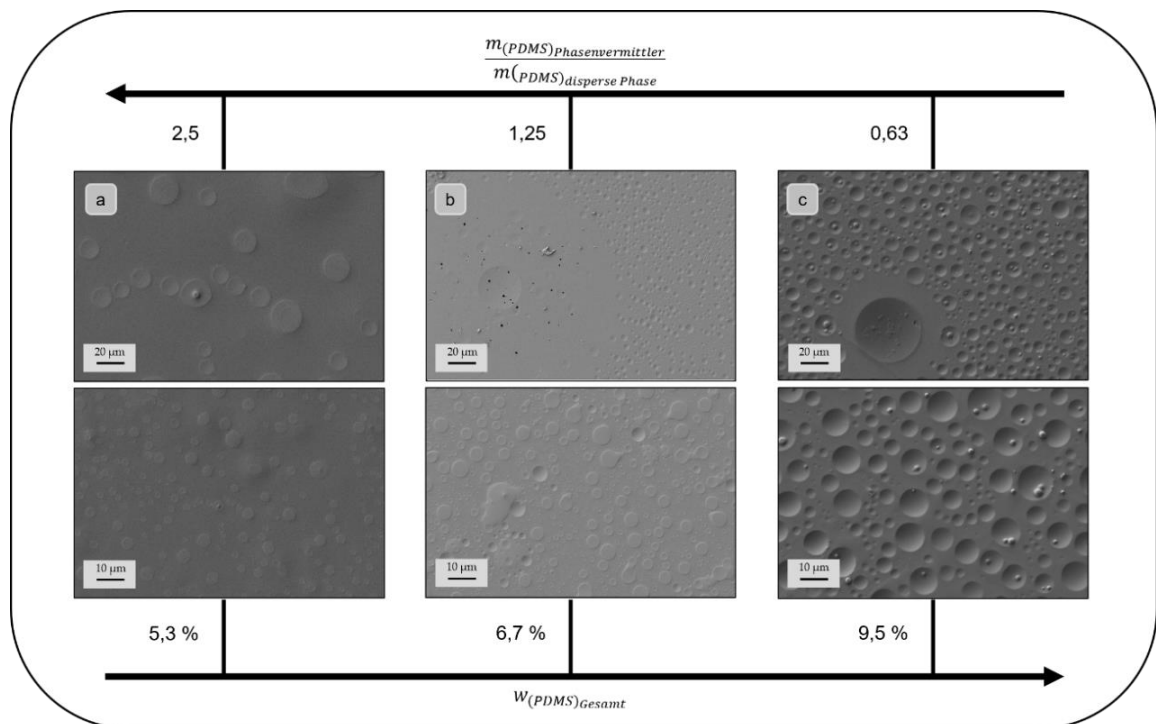 m(PDMS)Phasenvermittler
m(PDMS)disperse Phase
2,5 1,25 0,63
a b c
20 µm 20 µm 20 µm
10 µm 10 µm 10 µm
5,3 % 6,7 % 9,5 %
w(PDMS)Gesamt